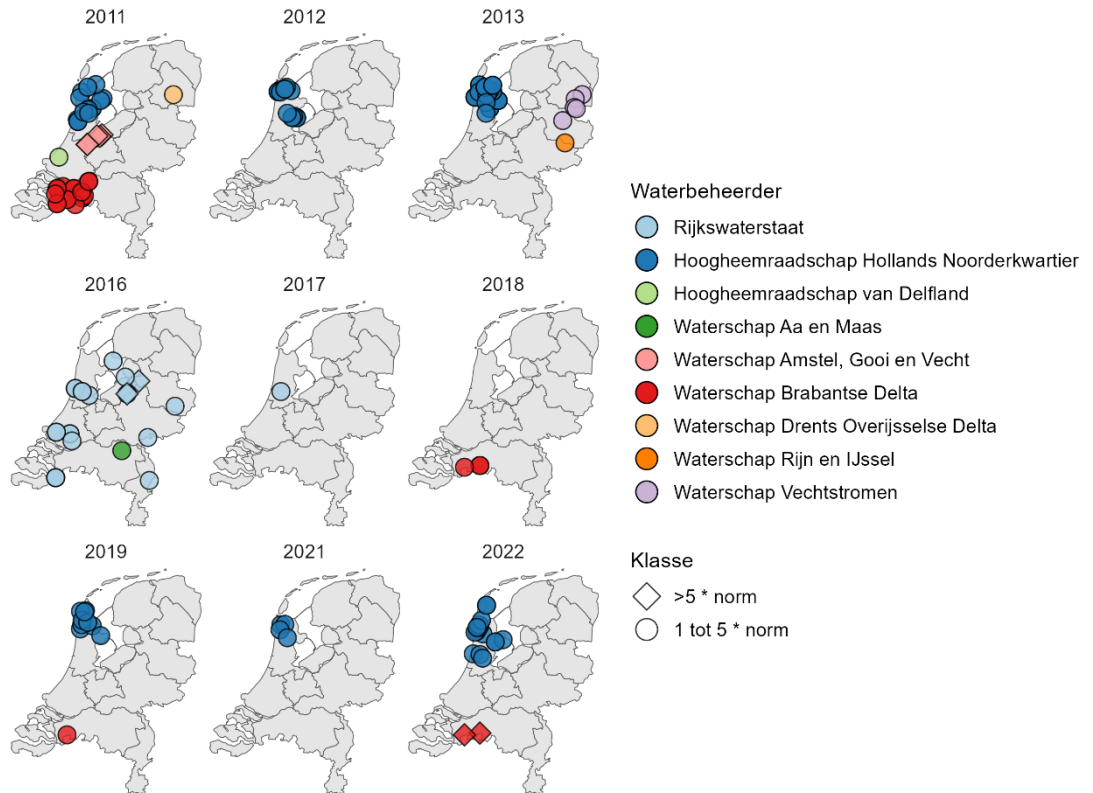 2011
2012
2013
2016
2017
2018
2019
2021
2022
Waterbeheerder
Rijkswaterstaat
Hoogheemraadschap Hollands Noorderkwartier
Hoogheemraadschap van Delfland
Waterschap Aa en Maas
Waterschap Amstel, Gooi en Vecht
Waterschap Brabantse Delta
Waterschap Drents Overijsselse Delta
Waterschap Rijn en IJssel
Waterschap Vechtstromen
Klasse
>5 * norm
1 tot 5 * norm